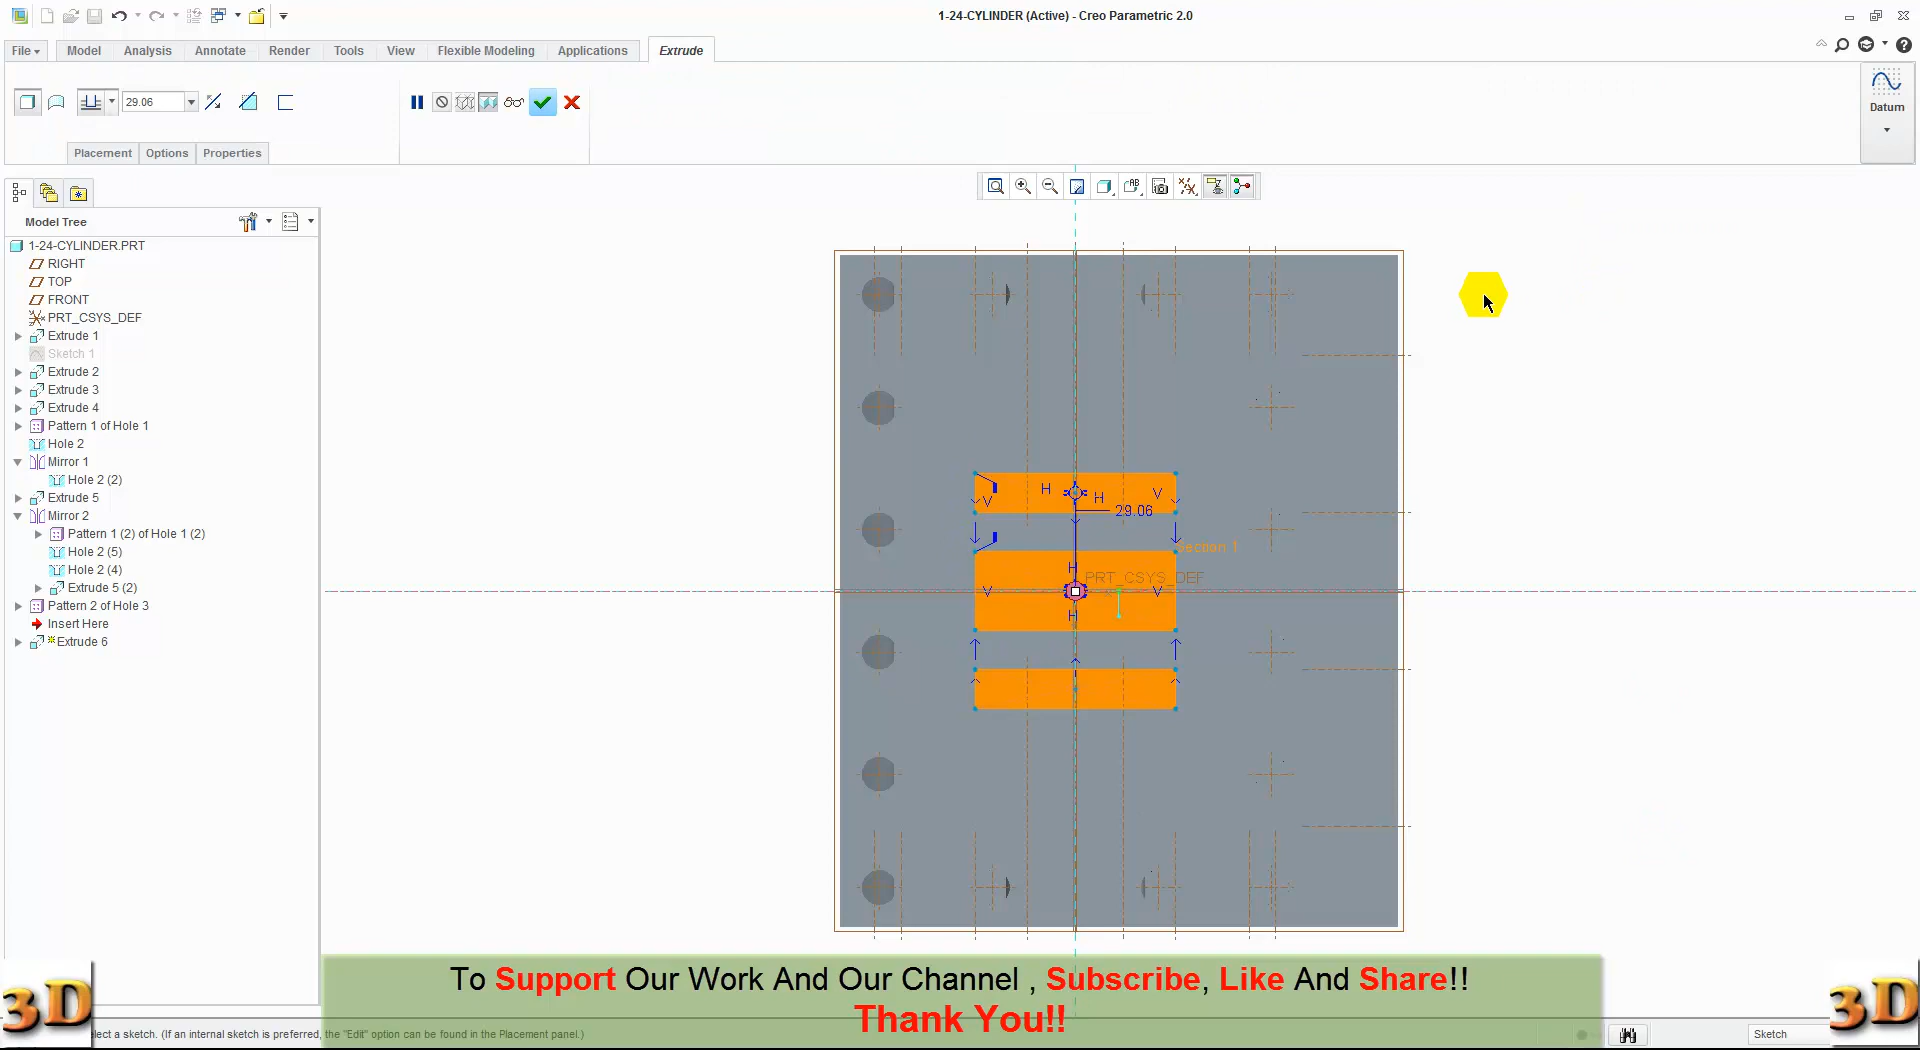 1-24-CYLINDER (Active) - Creo Parametric 2.0
File Model Analysis Annotate Render Tools View Flexible Modeling Applications Extrude
29.06
Datum
Placement Options Properties
Model Tree
1-24-CYLINDER.PRT
RIGHT
TOP
FRONT
PRT_CSYS_DEF
Extrude 1
Sketch 1
Extrude 2
Extrude 3
Extrude 4
Pattern 1 of Hole 1
Hole 2
Mirror 1
Hole 2 (2)
Extrude 5
Mirror 2
Pattern 1 (2) of Hole 1 (2)
Hole 2 (5)
Hole 2 (4)
Extrude 5 (2)
Pattern 2 of Hole 3
Insert Here
Extrude 6
V H H V
29.06
Section 1
H
PRT_CSYS_DEF
V V
H
To Support Our Work And Our Channel , Subscribe, Like And Share!!
Thank You!!
3D
3D
elect a sketch. (If an internal sketch is preferred, the "Edit" option can be found in the Placement panel.)
Sketch